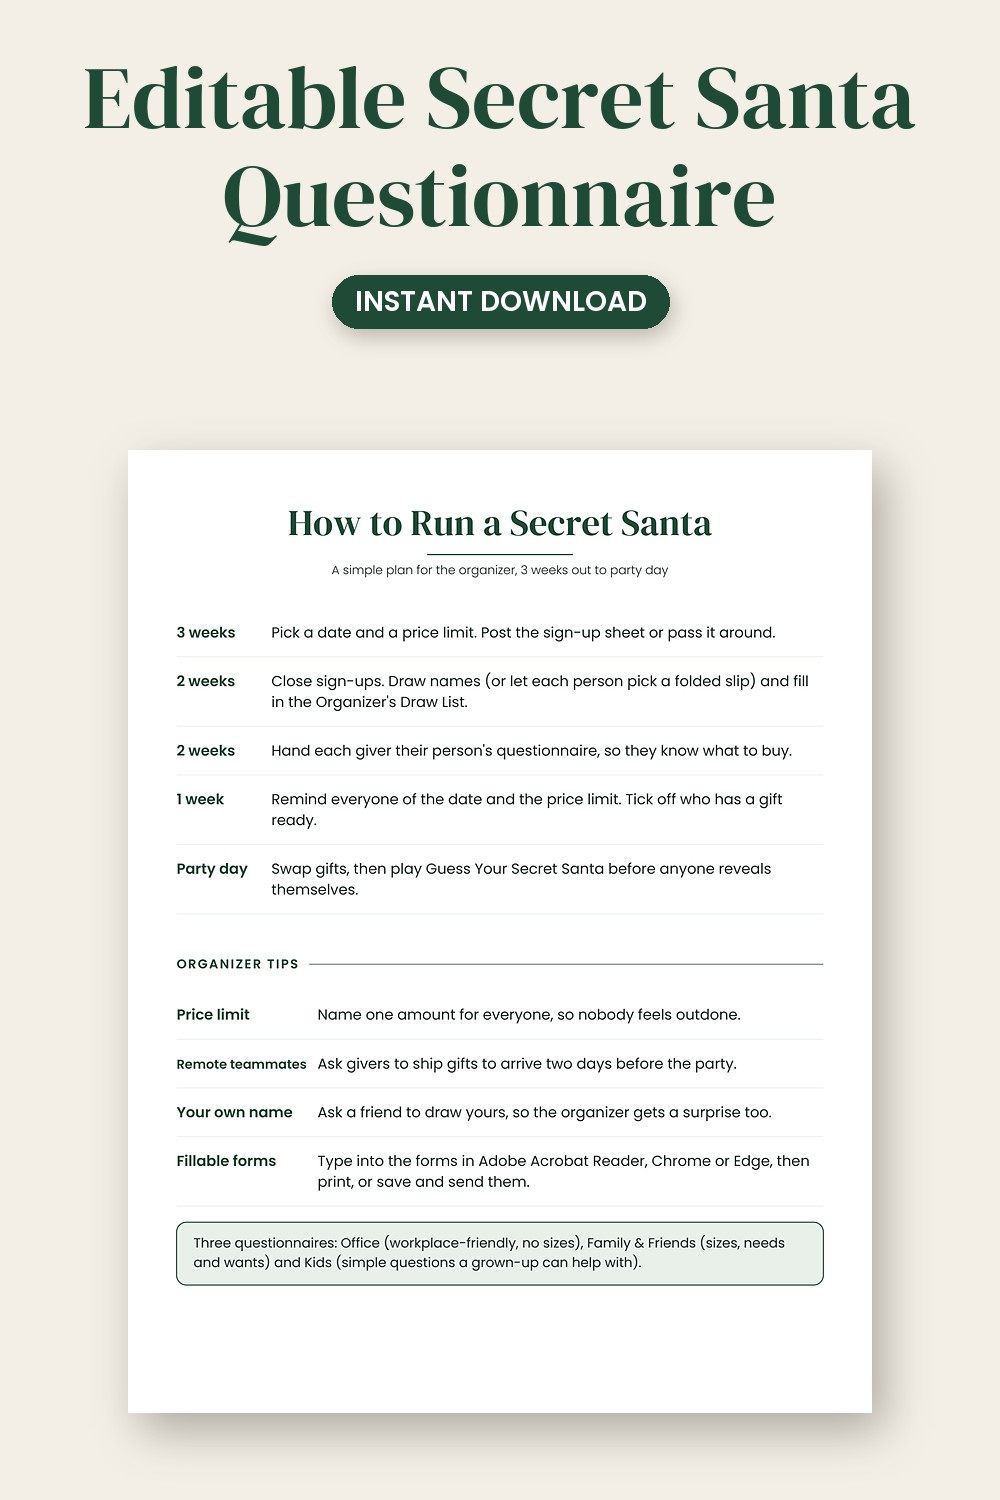 Editable Secret Santa
Questionnaire
INSTANT DOWNLOAD
How to Run a Secret Santa
A simple plan for the organizer, 3 weeks out to party day
3 weeks Pick a date and a price limit. Post the sign-up sheet or pass it around.
2 weeks Close sign-ups. Draw names (or let each person pick a folded slip) and fill
in the Organizer's Draw List.
2 weeks Hand each giver their person's questionnaire, so they know what to buy.
1 week Remind everyone of the date and the price limit. Tick off who has a gift
ready.
Party day Swap gifts, then play Guess Your Secret Santa before anyone reveals
themselves.
ORGANIZER TIPS
Price limit Name one amount for everyone, so nobody feels outdone.
Remote teammates Ask givers to ship gifts to arrive two days before the party.
Your own name Ask a friend to draw yours, so the organizer gets a surprise too.
Fillable forms Type into the forms in Adobe Acrobat Reader, Chrome or Edge, then
print, or save and send them.
Three questionnaires: Office (workplace-friendly, no sizes), Family & Friends (sizes, needs
and wants) and Kids (simple questions a grown-up can help with).